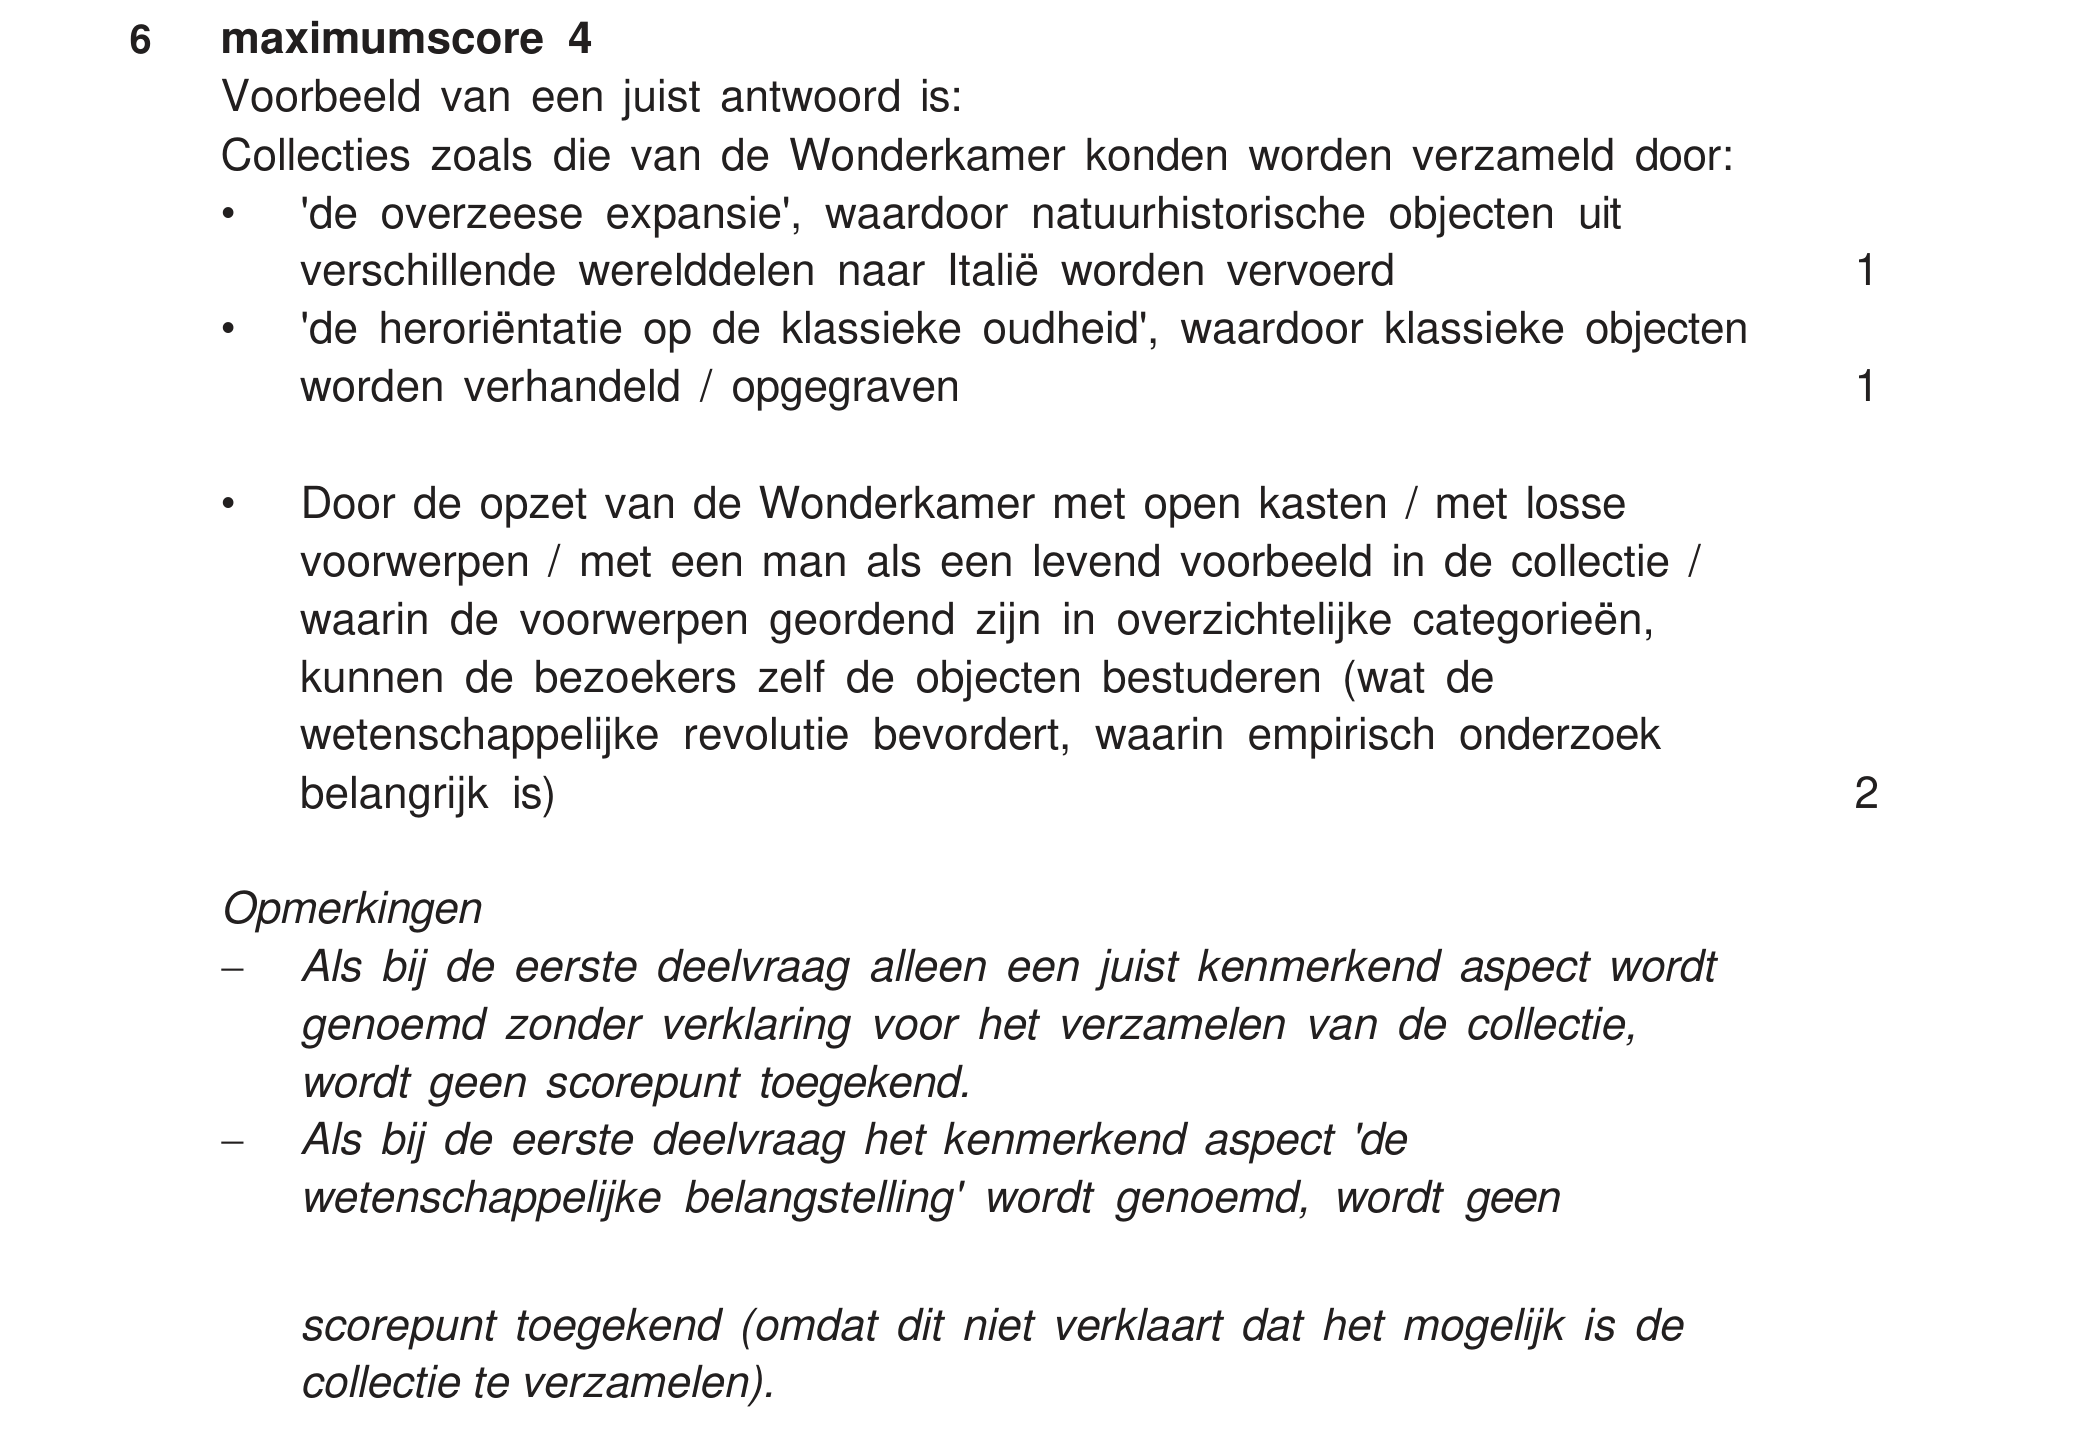 6 maximumscore 4
Voorbeeld van een juist antwoord is:
Collecties zoals die van de Wonderkamer konden worden verzameld door:
• 'de overzeese expansie', waardoor natuurhistorische objecten uit
verschillende werelddelen naar Italië worden vervoerd 1
• 'de heroriëntatie op de klassieke oudheid', waardoor klassieke objecten
worden verhandeld / opgegraven 1
• Door de opzet van de Wonderkamer met open kasten / met losse
voorwerpen / met een man als een levend voorbeeld in de collectie /
waarin de voorwerpen geordend zijn in overzichtelijke categorieën,
kunnen de bezoekers zelf de objecten bestuderen (wat de
wetenschappelijke revolutie bevordert, waarin empirisch onderzoek
belangrijk is) 2
Opmerkingen
– Als bij de eerste deelvraag alleen een juist kenmerkend aspect wordt
genoemd zonder verklaring voor het verzamelen van de collectie,
wordt geen scorepunt toegekend.
– Als bij de eerste deelvraag het kenmerkend aspect 'de
wetenschappelijke belangstelling' wordt genoemd, wordt geen
scorepunt toegekend (omdat dit niet verklaart dat het mogelijk is de
collectie te verzamelen).